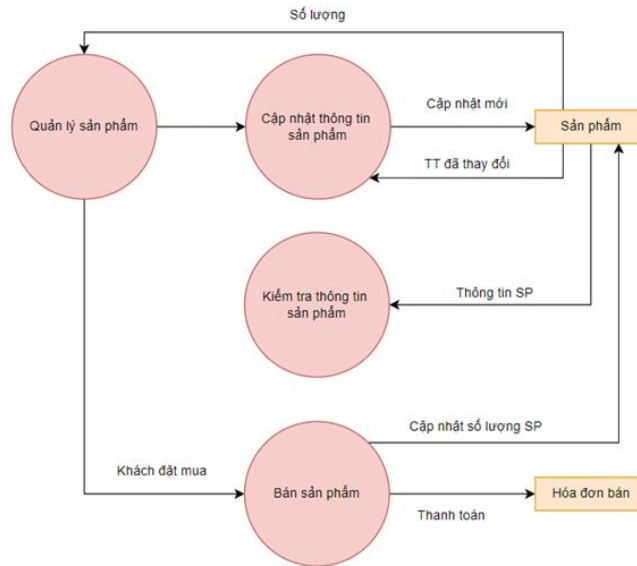 Số lượng
Quản lý sản phẩm
Cập nhật thông tin
sản phẩm
Cập nhật mới
Sản phẩm
TT đã thay đổi
Kiểm tra thông tin
sản phẩm
Thông tin SP
Cập nhật số lượng SP
Khách đặt mua
Bán sản phẩm
Thanh toán
Hóa đơn bán